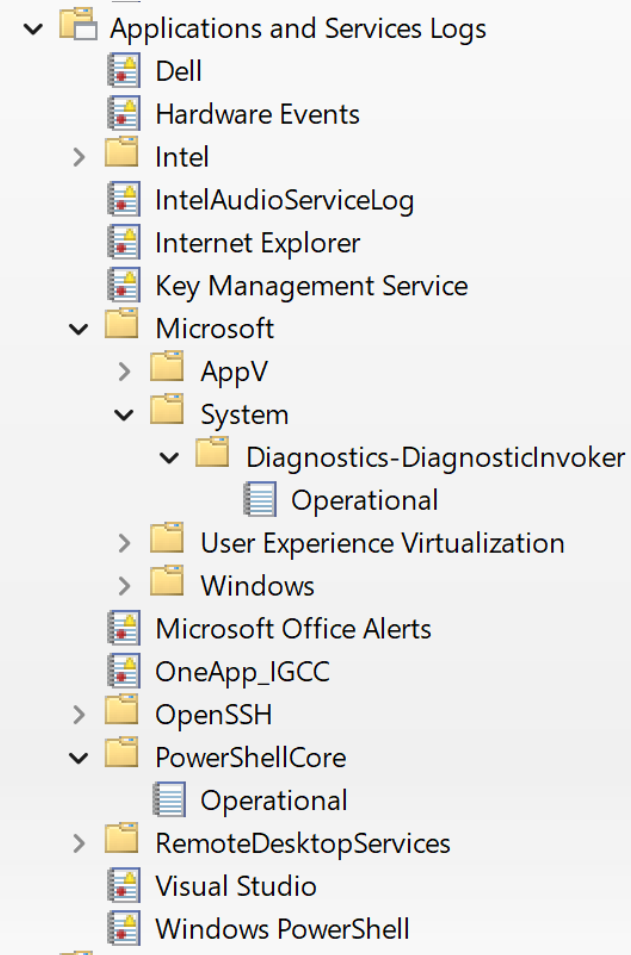 Applications and Services Logs
Dell
Hardware Events
Intel
IntelAudioServiceLog
Internet Explorer
Key Management Service
Microsoft
AppV
System
Diagnostics-DiagnosticInvoker
Operational
User Experience Virtualization
Windows
Microsoft Office Alerts
OneApp_IGCC
OpenSSH
PowerShellCore
Operational
RemoteDesktopServices
Visual Studio
Windows PowerShell